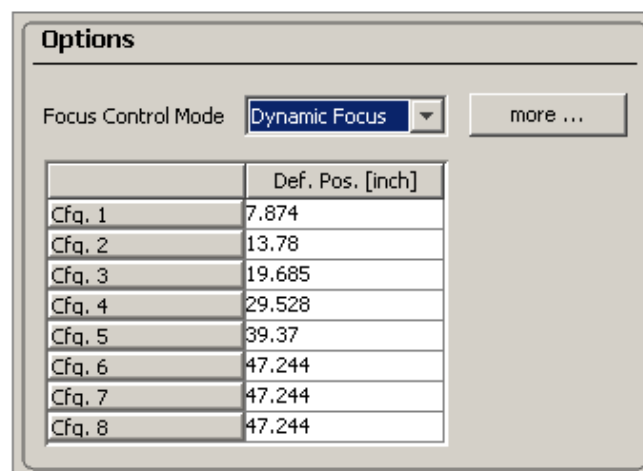 Options
Focus Control Mode Dynamic Focus more ...
Def. Pos. [inch]
Cfg. 1 7.874
Cfg. 2 13.78
Cfg. 3 19.685
Cfg. 4 29.528
Cfg. 5 39.37
Cfg. 6 47.244
Cfg. 7 47.244
Cfg. 8 47.244